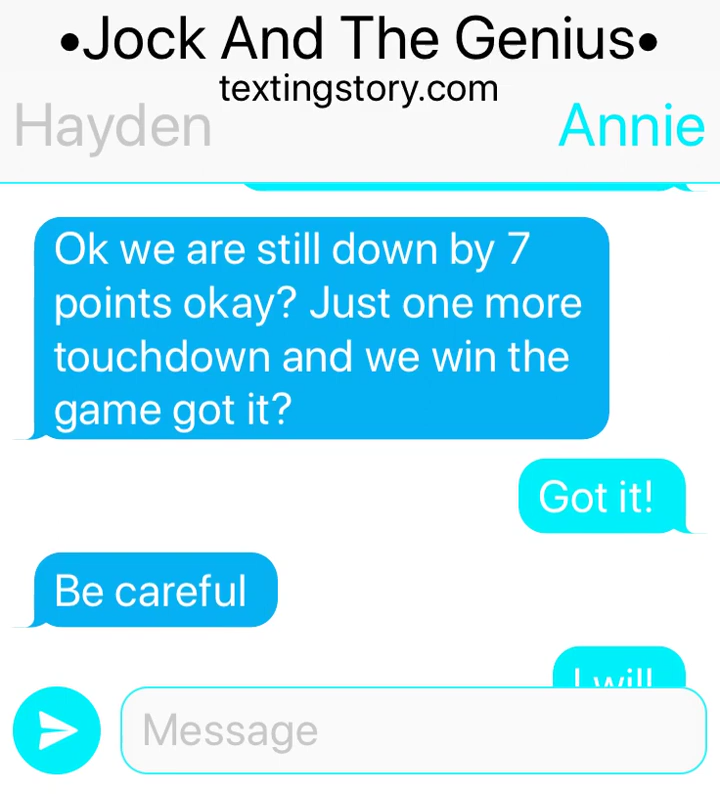 •Jock And The Genius•
textingstory.com
Hayden
Annie
Ok we are still down by 7
points okay? Just one more
touchdown and we win the
game got it?
Got it!
Be careful
I will
Message